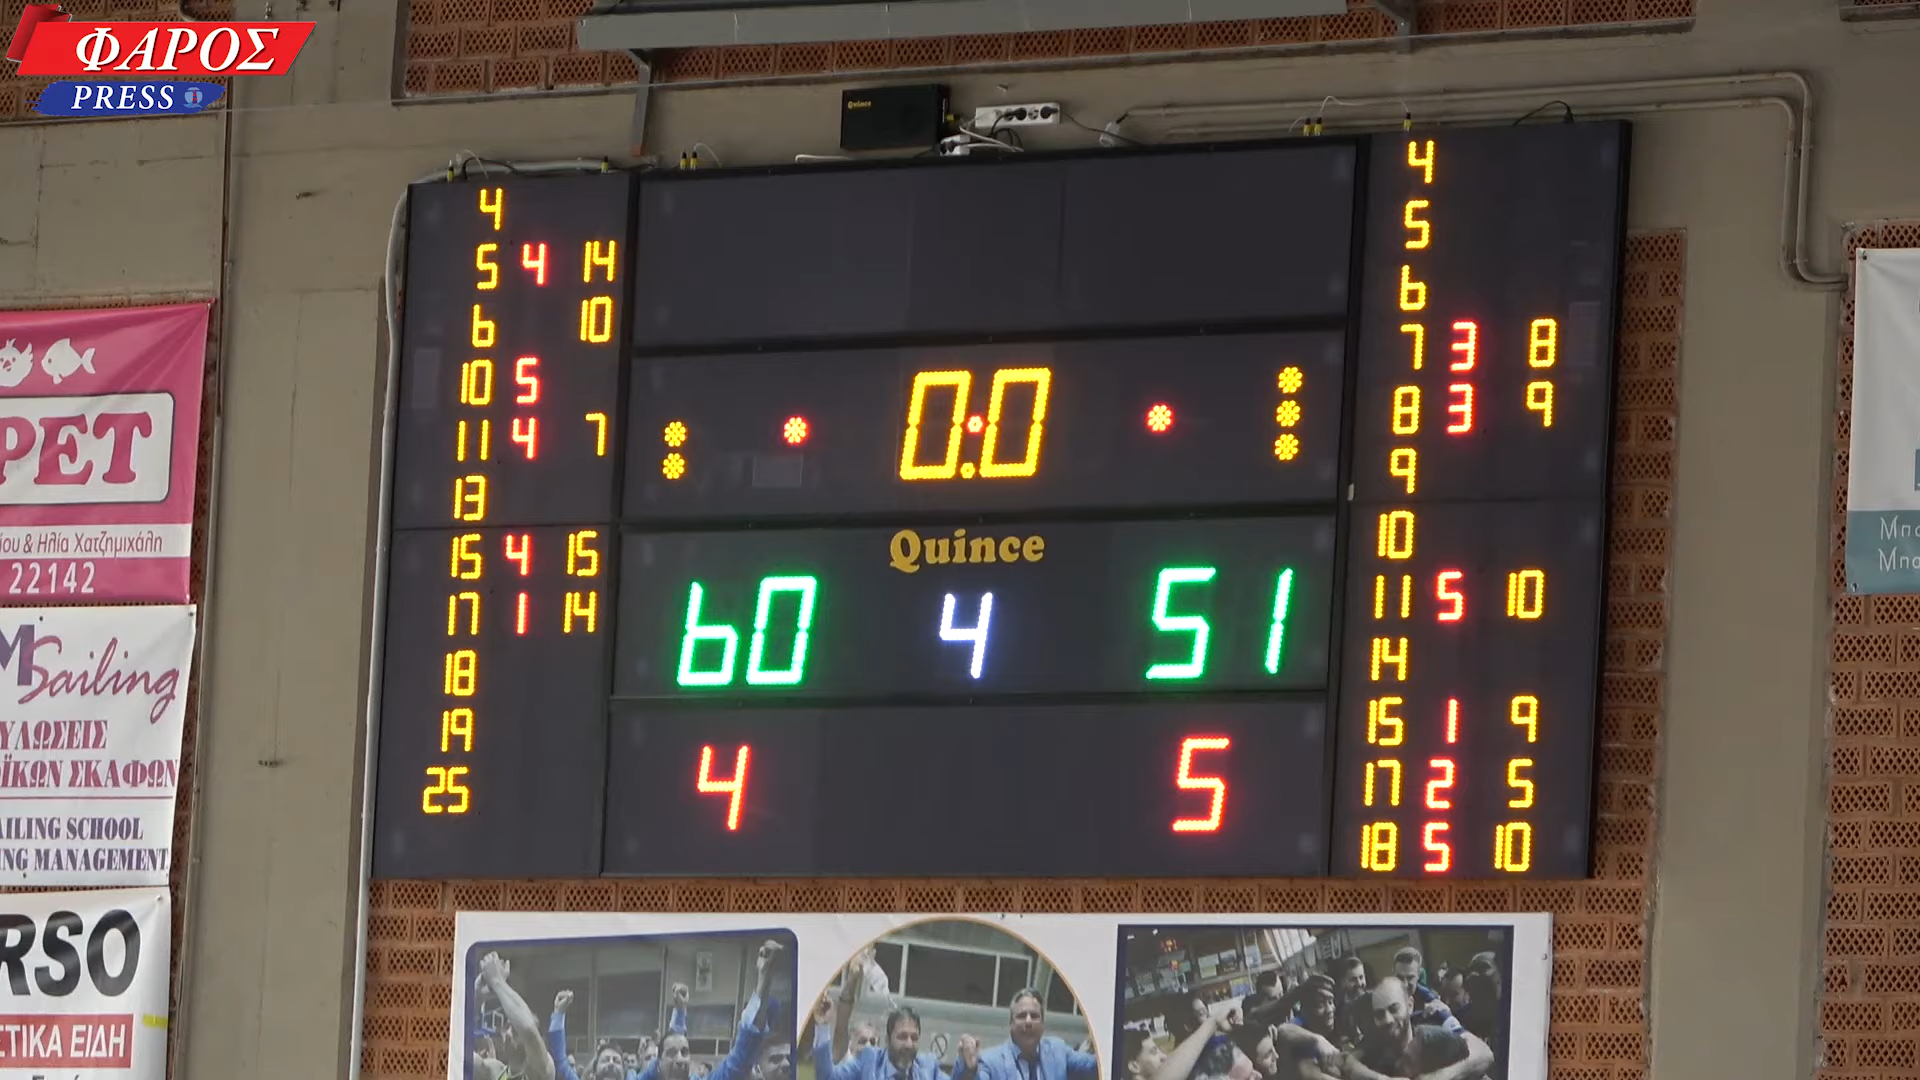 ΦΑΡΟΣ
PRESS
Quince
4
5 4 14
6 10
10 5
11 4 7
13
15 4 15
17 1 14
18
19
25
0:0
Quince
60 4 51
4 5
4
5
6
7 3 8
8 3 9
9
10
11 5 10
14
15 1 9
17 2 5
18 5 10
PET
ίου & Ηλία Χατζημιχάλη
22142
Sailing
ΥΛΩΣΕΙΣ
ΪΚΩΝ ΣΚΑΦΩΝ
AILING SCHOOL
NG MANAGEMENT
RSO
ΣΤΙΚΑ ΕΙΔΗ